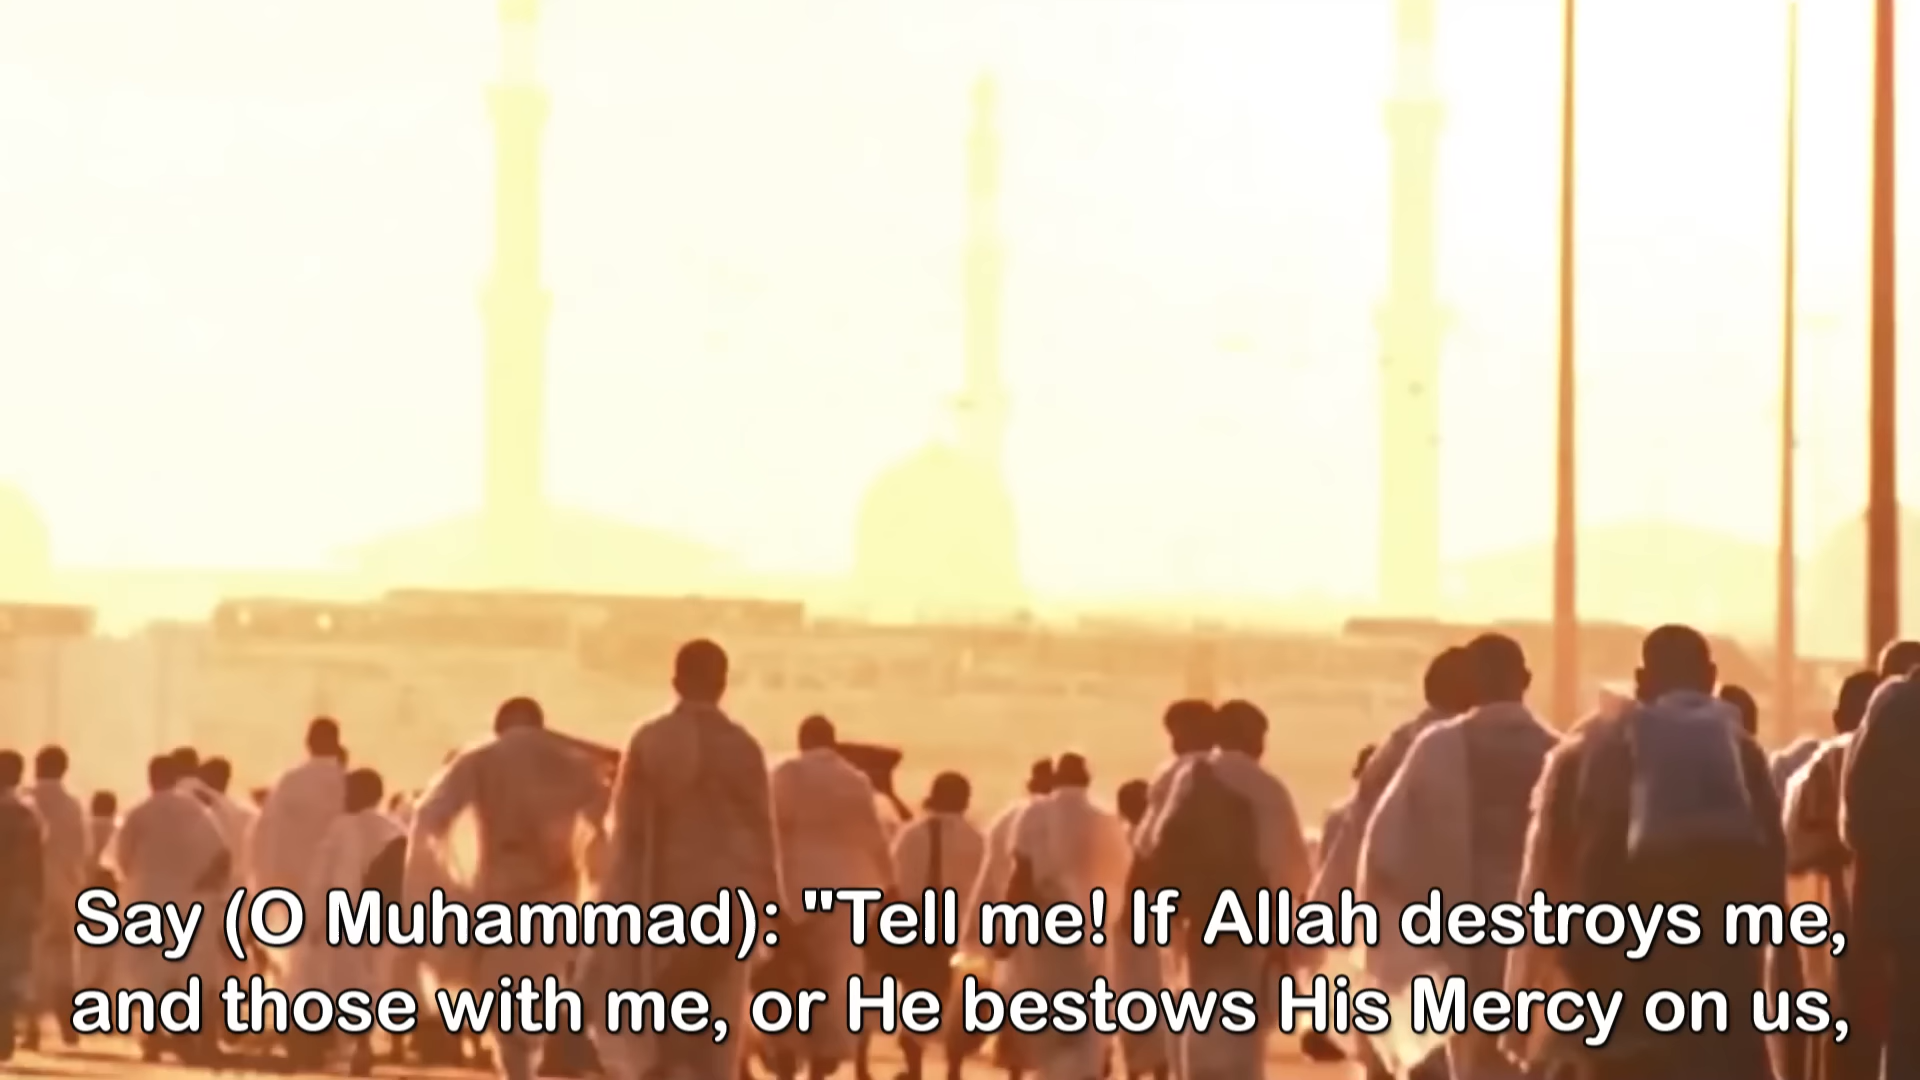 Say (O Muhammad): "Tell me! If Allah destroys me,
and those with me, or He bestows His Mercy on us,